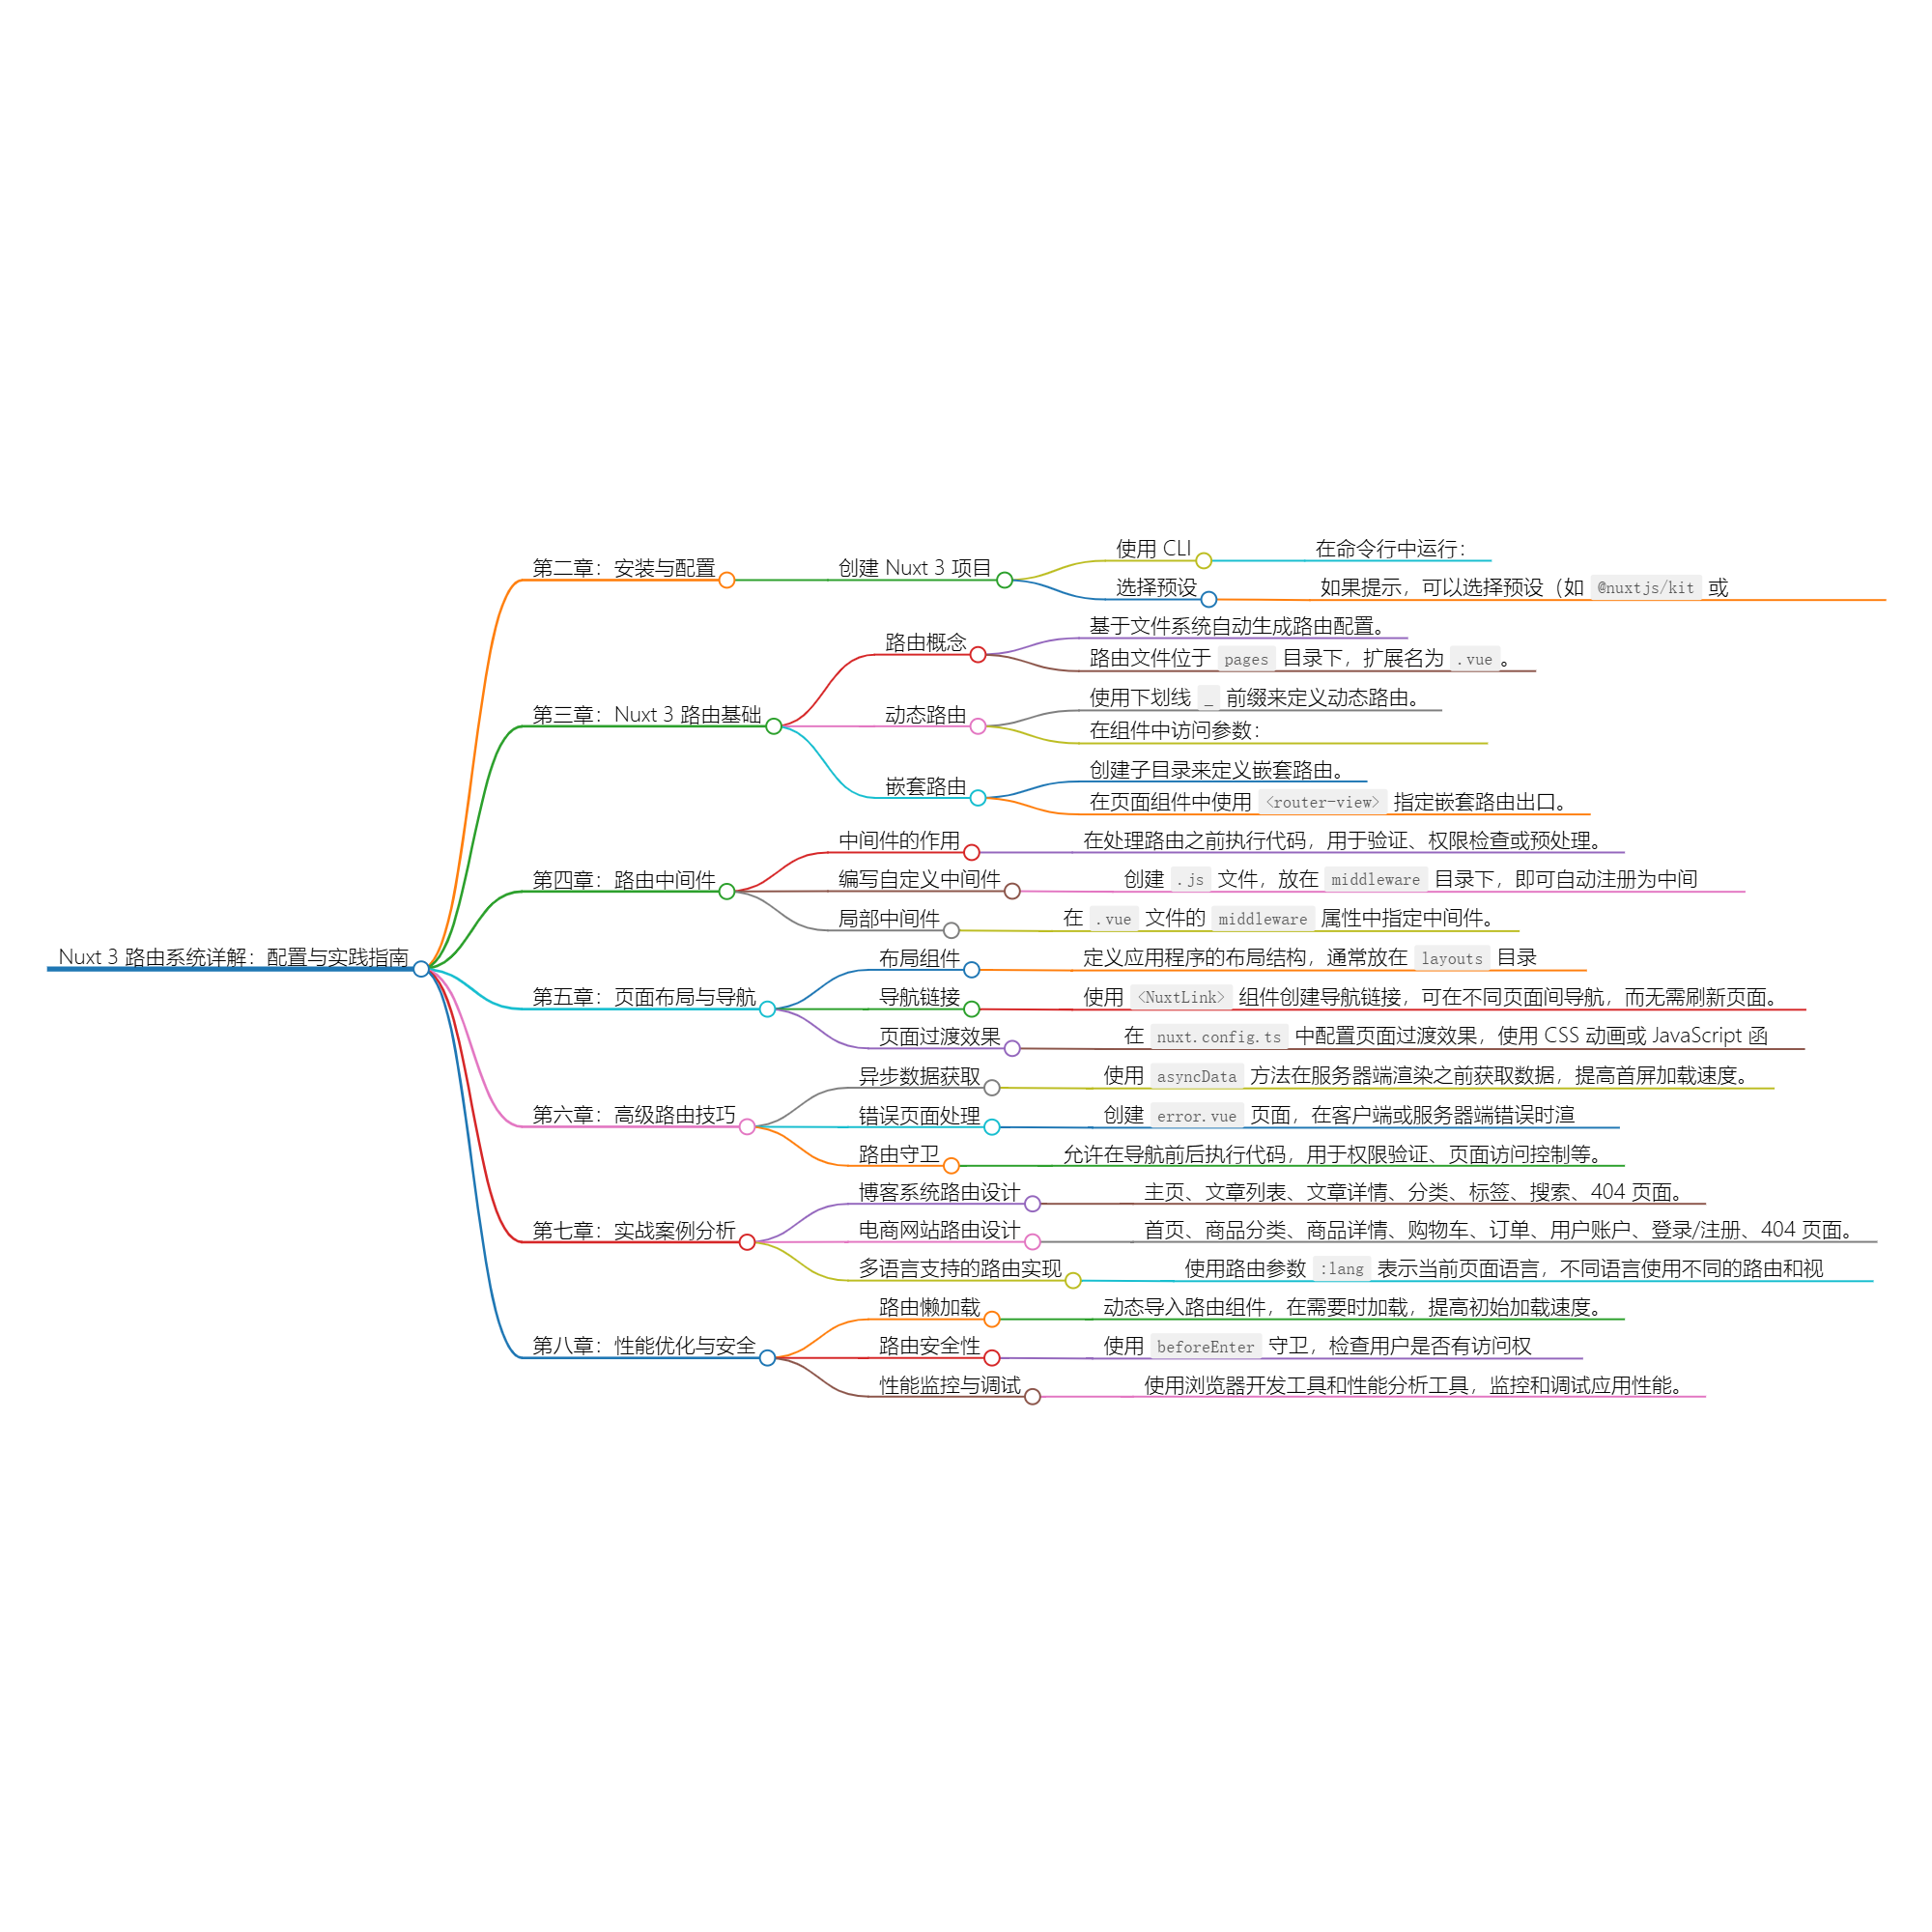 Nuxt 3 路由系统详解：配置与实践指南
第二章：安装与配置
创建 Nuxt 3 项目
使用 CLI
在命令行中运行：
选择预设
如果提示，可以选择预设（如 @nuxtjs/kit 或
第三章：Nuxt 3 路由基础
路由概念
基于文件系统自动生成路由配置。
路由文件位于 pages 目录下，扩展名为 .vue。
动态路由
使用下划线 _ 前缀来定义动态路由。
在组件中访问参数：
嵌套路由
创建子目录来定义嵌套路由。
在页面组件中使用 <router-view> 指定嵌套路由出口。
第四章：路由中间件
中间件的作用
在处理路由之前执行代码，用于验证、权限检查或预处理。
编写自定义中间件
创建 .js 文件，放在 middleware 目录下，即可自动注册为中间
局部中间件
在 .vue 文件的 middleware 属性中指定中间件。
第五章：页面布局与导航
布局组件
定义应用程序的布局结构，通常放在 layouts 目录
导航链接
使用 <NuxtLink> 组件创建导航链接，可在不同页面间导航，而无需刷新页面。
页面过渡效果
在 nuxt.config.ts 中配置页面过渡效果，使用 CSS 动画或 JavaScript 函
第六章：高级路由技巧
异步数据获取
使用 asyncData 方法在服务器端渲染之前获取数据，提高首屏加载速度。
错误页面处理
创建 error.vue 页面，在客户端或服务器端错误时渲
路由守卫
允许在导航前后执行代码，用于权限验证、页面访问控制等。
第七章：实战案例分析
博客系统路由设计
主页、文章列表、文章详情、分类、标签、搜索、404 页面。
电商网站路由设计
首页、商品分类、商品详情、购物车、订单、用户账户、登录/注册、404 页面。
多语言支持的路由实现
使用路由参数 :lang 表示当前页面语言，不同语言使用不同的路由和视
第八章：性能优化与安全
路由懒加载
动态导入路由组件，在需要时加载，提高初始加载速度。
路由安全性
使用 beforeEnter 守卫，检查用户是否有访问权
性能监控与调试
使用浏览器开发工具和性能分析工具，监控和调试应用性能。